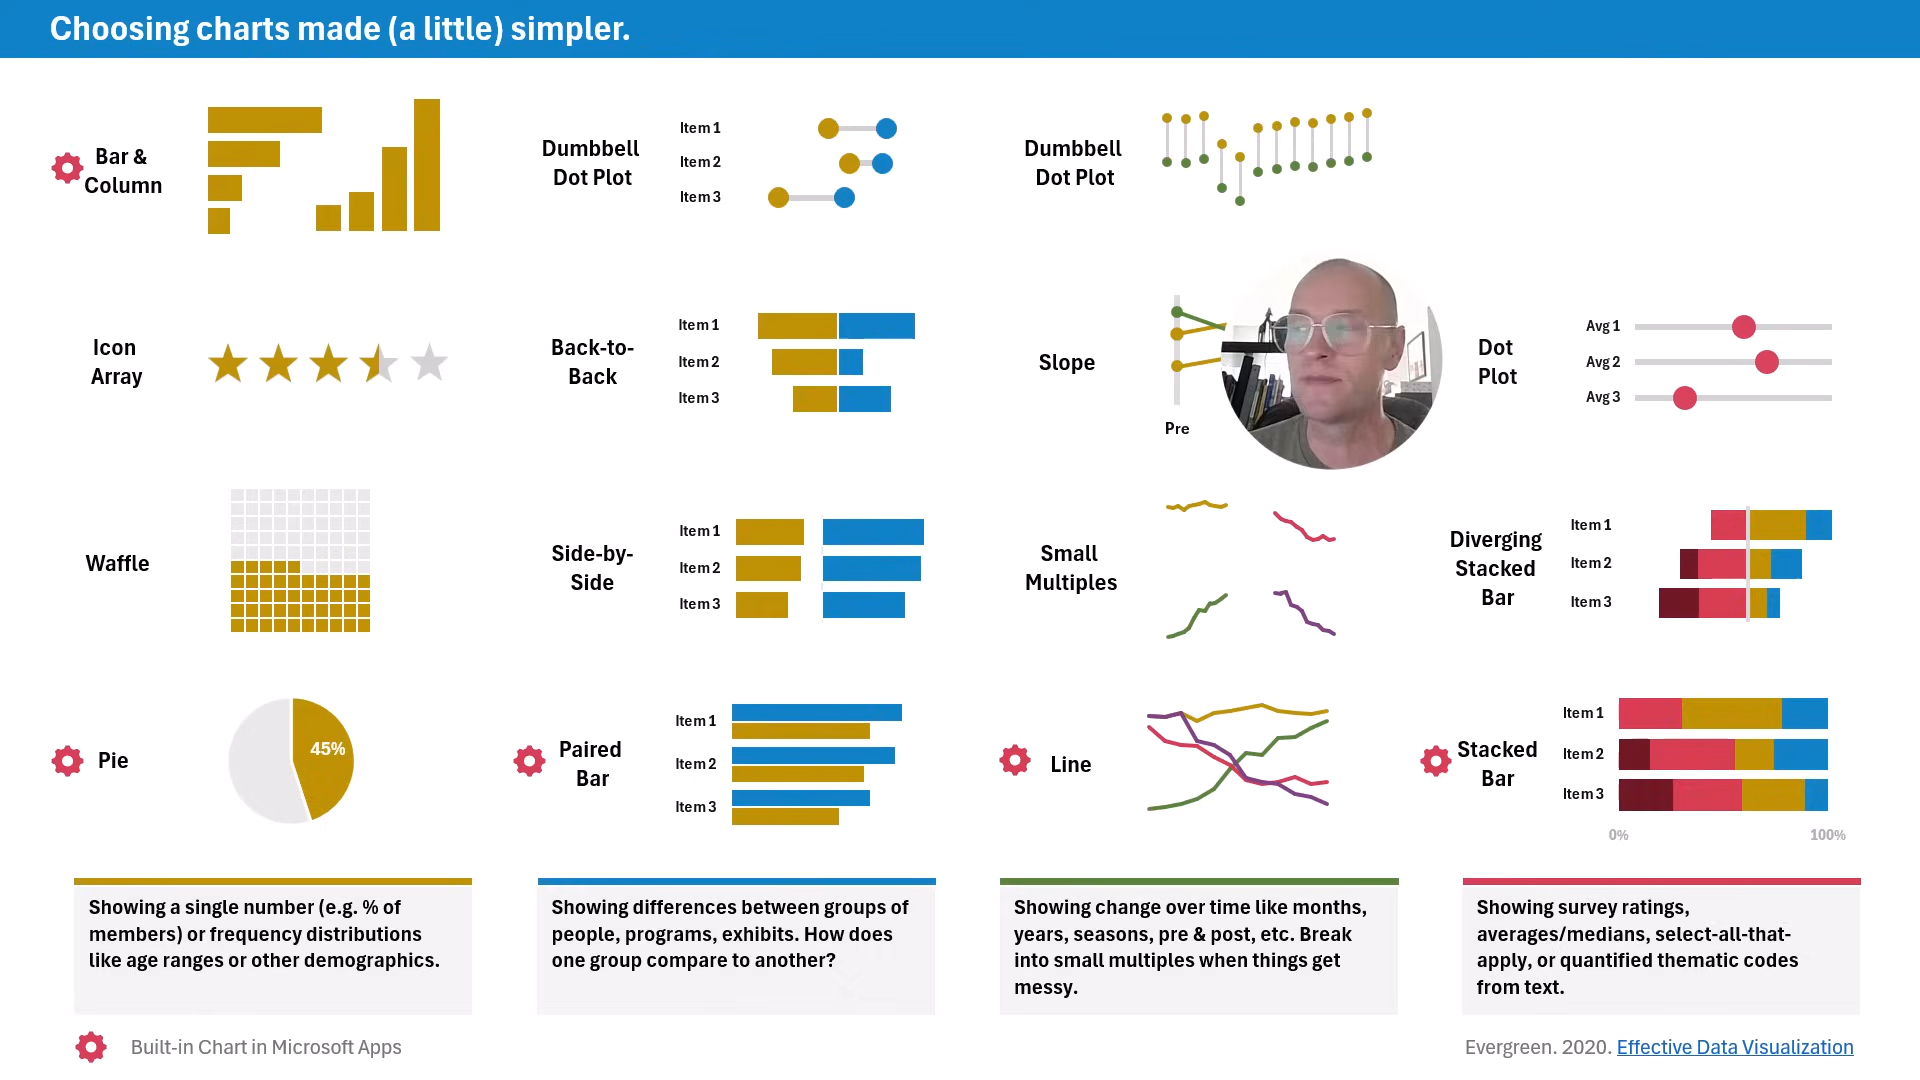 Choosing charts made (a little) simpler.
Bar &
Column
Dumbbell
Dot Plot
Item 1
Item 2
Item 3
Dumbbell
Dot Plot
Icon
Array
Back-to-
Back
Item 1
Item 2
Item 3
Slope
Pre
Dot
Plot
Avg 1
Avg 2
Avg 3
Waffle
Side-by-
Side
Item 1
Item 2
Item 3
Small
Multiples
Diverging
Stacked
Bar
Item 1
Item 2
Item 3
Pie
45%
Paired
Bar
Item 1
Item 2
Item 3
Line
Stacked
Bar
Item 1
Item 2
Item 3
0%
100%
Showing a single number (e.g. % of
members) or frequency distributions
like age ranges or other demographics.
Showing differences between groups of
people, programs, exhibits. How does
one group compare to another?
Showing change over time like months,
years, seasons, pre & post, etc. Break
into small multiples when things get
messy.
Showing survey ratings,
averages/medians, select-all-that-
apply, or quantified thematic codes
from text.
Built-in Chart in Microsoft Apps
Evergreen. 2020. Effective Data Visualization